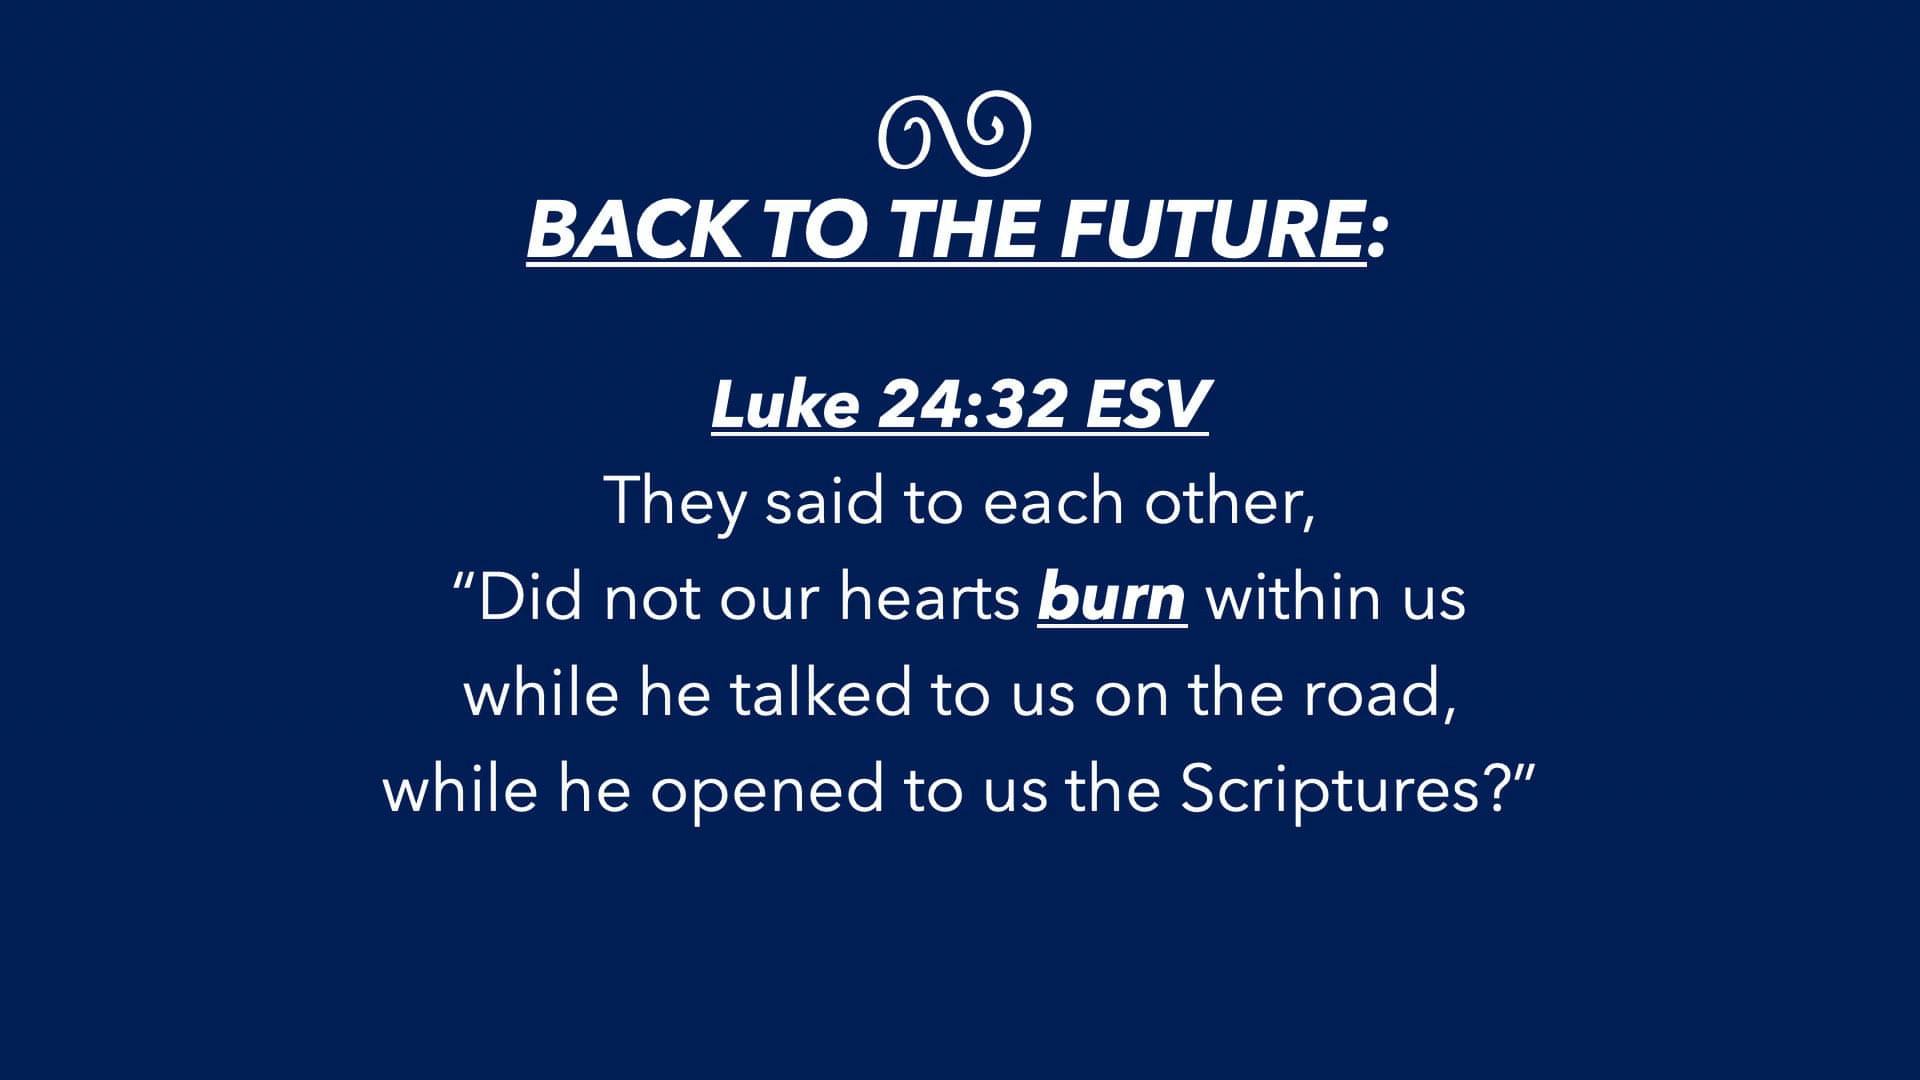 BACK TO THE FUTURE:
Luke 24:32 ESV
They said to each other,
“Did not our hearts burn within us
while he talked to us on the road,
while he opened to us the Scriptures?”